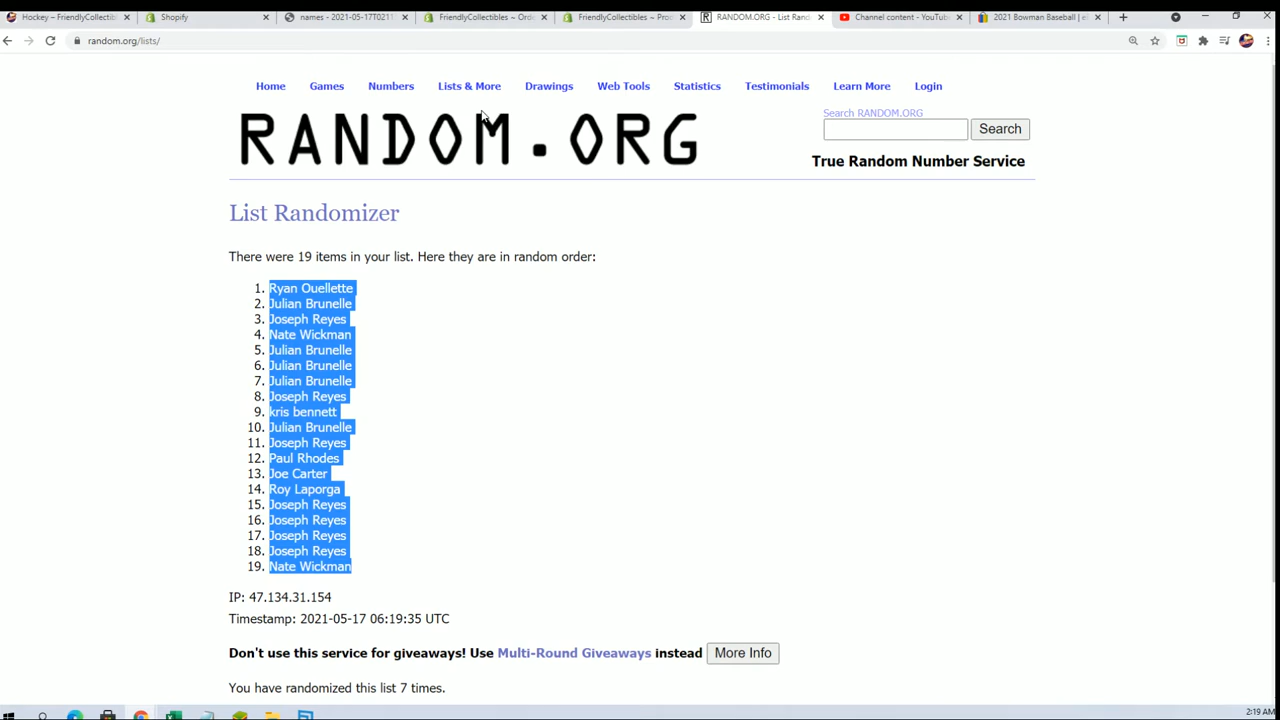 Hockey – FriendlyCollectibl
Shopify
names - 2021-05-17T0211
FriendlyCollectibles ~ Orde
FriendlyCollectibles ~ Proc
RANDOM.ORG - List Rand
Channel content - YouTub
2021 Bowman Baseball | e
random.org/lists/
Home Games Numbers Lists & More Drawings Web Tools Statistics Testimonials Learn More Login
Search RANDOM.ORG
RANDOM.ORG
Search
True Random Number Service
List Randomizer
There were 19 items in your list. Here they are in random order:
1. Ryan Ouellette
2. Julian Brunelle
3. Joseph Reyes
4. Nate Wickman
5. Julian Brunelle
6. Julian Brunelle
7. Julian Brunelle
8. Joseph Reyes
9. kris bennett
10. Julian Brunelle
11. Joseph Reyes
12. Paul Rhodes
13. Joe Carter
14. Roy Laporga
15. Joseph Reyes
16. Joseph Reyes
17. Joseph Reyes
18. Joseph Reyes
19. Nate Wickman
IP: 47.134.31.154
Timestamp: 2021-05-17 06:19:35 UTC
Don't use this service for giveaways! Use Multi-Round Giveaways instead More Info
You have randomized this list 7 times.
2:19 AM